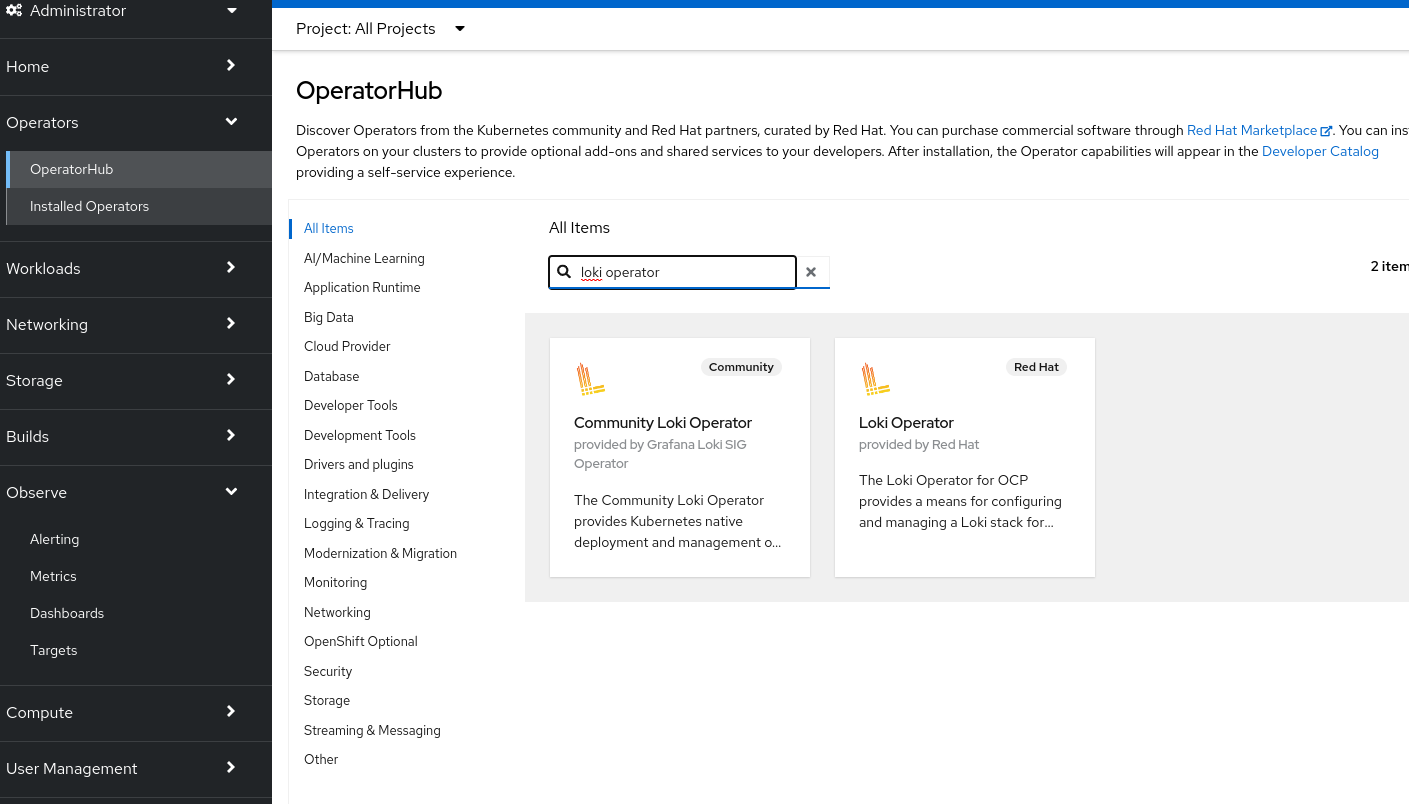 Administrator
Home
Operators
OperatorHub
Installed Operators
Workloads
Networking
Storage
Builds
Observe
Alerting
Metrics
Dashboards
Targets
Compute
User Management
Project: All Projects
OperatorHub
Discover Operators from the Kubernetes community and Red Hat partners, curated by Red Hat. You can purchase commercial software through Red Hat Marketplace. You can ins
Operators on your clusters to provide optional add-ons and shared services to your developers. After installation, the Operator capabilities will appear in the Developer Catalog
providing a self-service experience.
All Items
AI/Machine Learning
Application Runtime
Big Data
Cloud Provider
Database
Developer Tools
Development Tools
Drivers and plugins
Integration & Delivery
Logging & Tracing
Modernization & Migration
Monitoring
Networking
OpenShift Optional
Security
Storage
Streaming & Messaging
Other
All Items
loki operator
2 item
Community
Community Loki Operator
provided by Grafana Loki SIG
Operator
The Community Loki Operator
provides Kubernetes native
deployment and management o...
Red Hat
Loki Operator
provided by Red Hat
The Loki Operator for OCP
provides a means for configuring
and managing a Loki stack for...